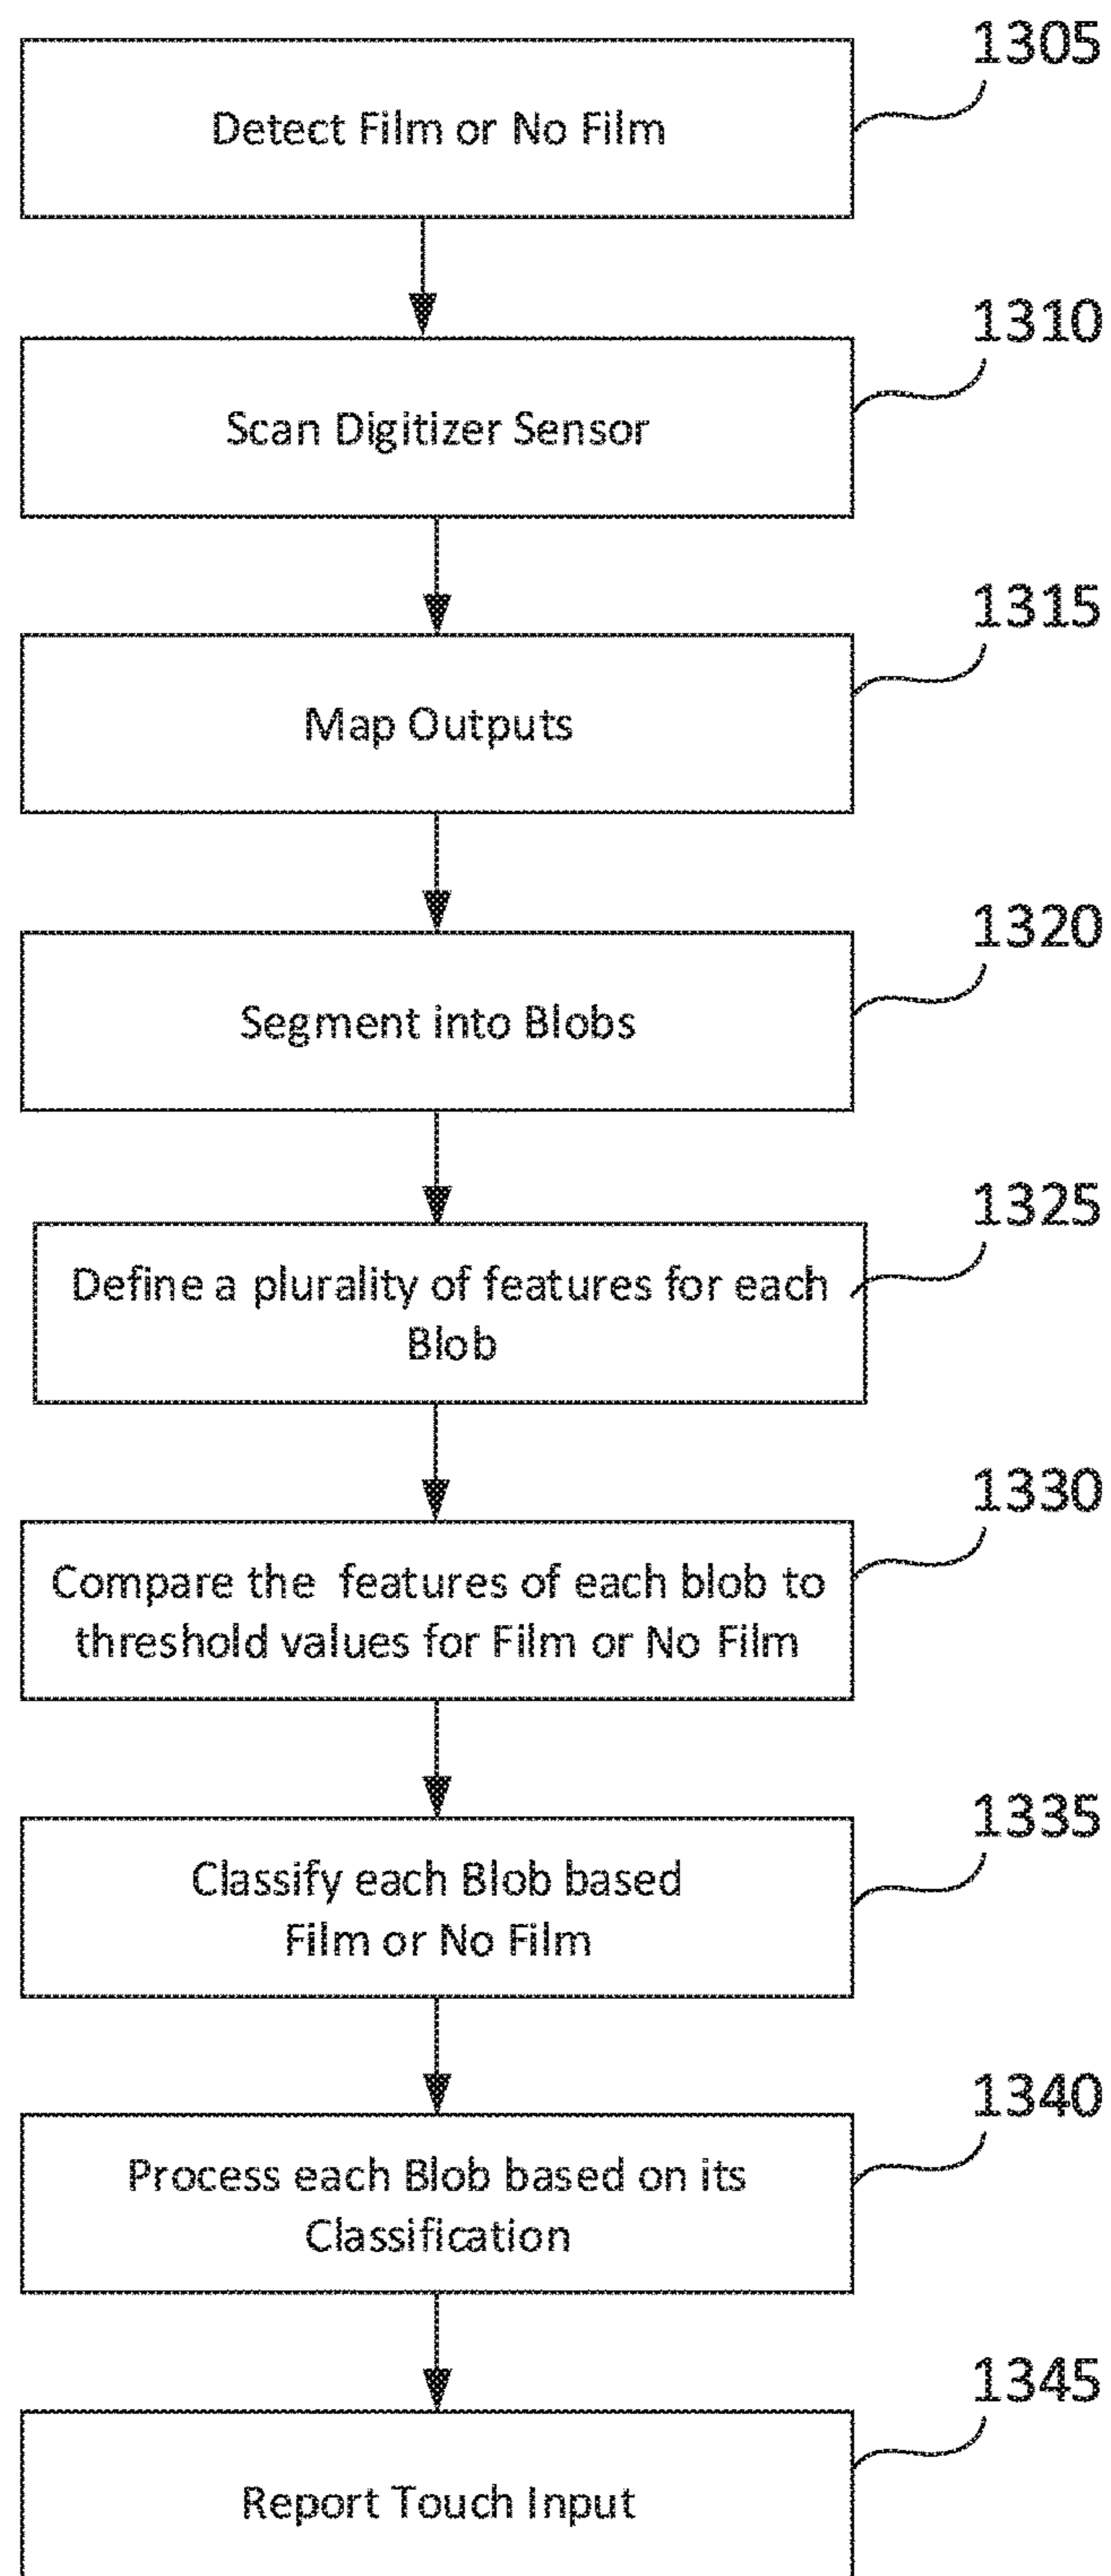 1305
Detect Film or No Film
1310
Scan Digitizer Sensor
1315
Map Outputs
1320
Segment into Blobs
1325
Define a plurality of features for each
Blob
1330
Compare the features of each blob to
threshold values for Film or No Film
1335
Classify each Blob based
Film or No Film
1340
Process each Blob based on its
Classification
1345
Report Touch Input